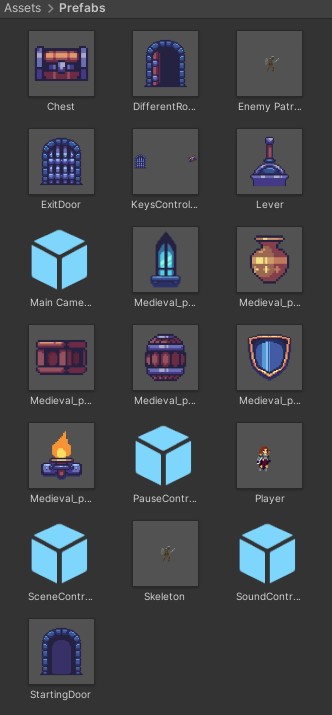 Assets > Prefabs
Chest
DifferentRo...
Enemy Patr...
ExitDoor
KeysControl...
Lever
Main Came...
Medieval_p...
Medieval_p...
Medieval_p...
Medieval_p...
Medieval_p...
Medieval_p...
PauseContr...
Player
SceneContr...
Skeleton
SoundContr...
StartingDoor